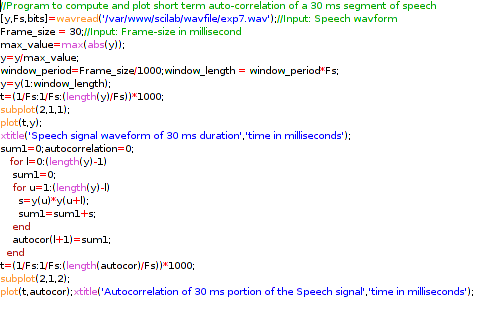 //Program to compute and plot short term auto-correlation of a 30 ms segment of speech
[y,Fs,bits]=wavread('/var/www/scilab/wavfile/exp7.wav');//Input: Speech wavform
Frame_size = 30;//Input: Frame-size in millisecond
max_value=max(abs(y));
y=y/max_value;
window_period=Frame_size/1000;window_length = window_period*Fs;
y=y(1:window_length);
t=(1/Fs:1/Fs:(length(y)/Fs))*1000;
subplot(2,1,1);
plot(t,y);
xtitle('Speech signal waveform of 30 ms duration','time in milliseconds');
sum1=0;autocorrelation=0;
for l=0:(length(y)-1)
sum1=0;
for u=1:(length(y)-l)
s=y(u)*y(u+l);
sum1=sum1+s;
end
autocor(l+1)=sum1;
end
t=(1/Fs:1/Fs:(length(autocor)/Fs))*1000;
subplot(2,1,2);
plot(t,autocor);xtitle('Autocorrelation of 30 ms portion of the Speech signal','time in milliseconds');